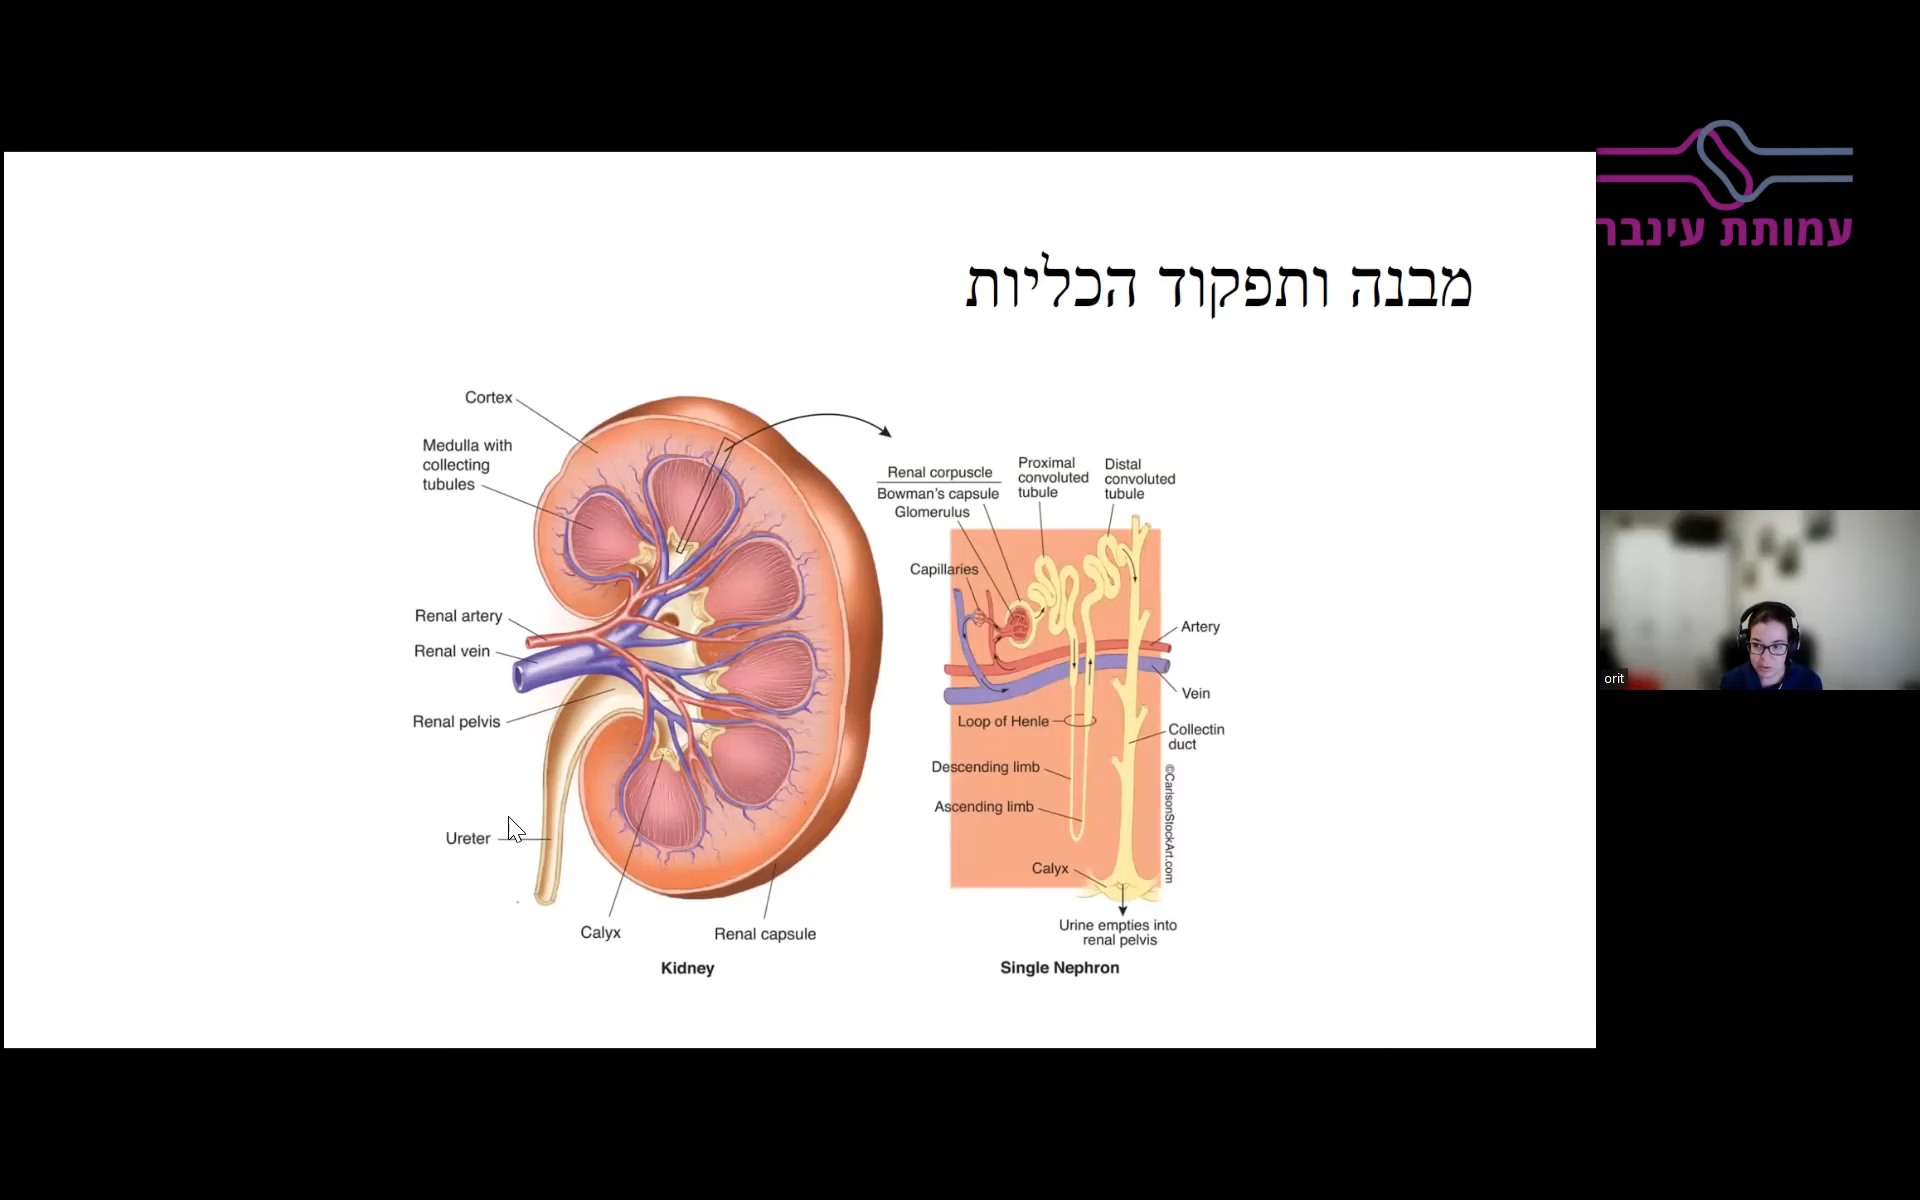 עמותת עינבר
מבנה ותפקוד הכליות
Cortex
Medulla with
collecting
tubules
Renal artery
Renal vein
Renal pelvis
Ureter
Calyx
Renal capsule
Kidney
Renal corpuscle
Bowman's capsule
Glomerulus
Proximal
convoluted
tubule
Distal
convoluted
tubule
Capillaries
Artery
Vein
Loop of Henle
Collectin
duct
Descending limb
Ascending limb
©CarlsonStockArt.com
Calyx
Urine empties into
renal pelvis
Single Nephron
orit